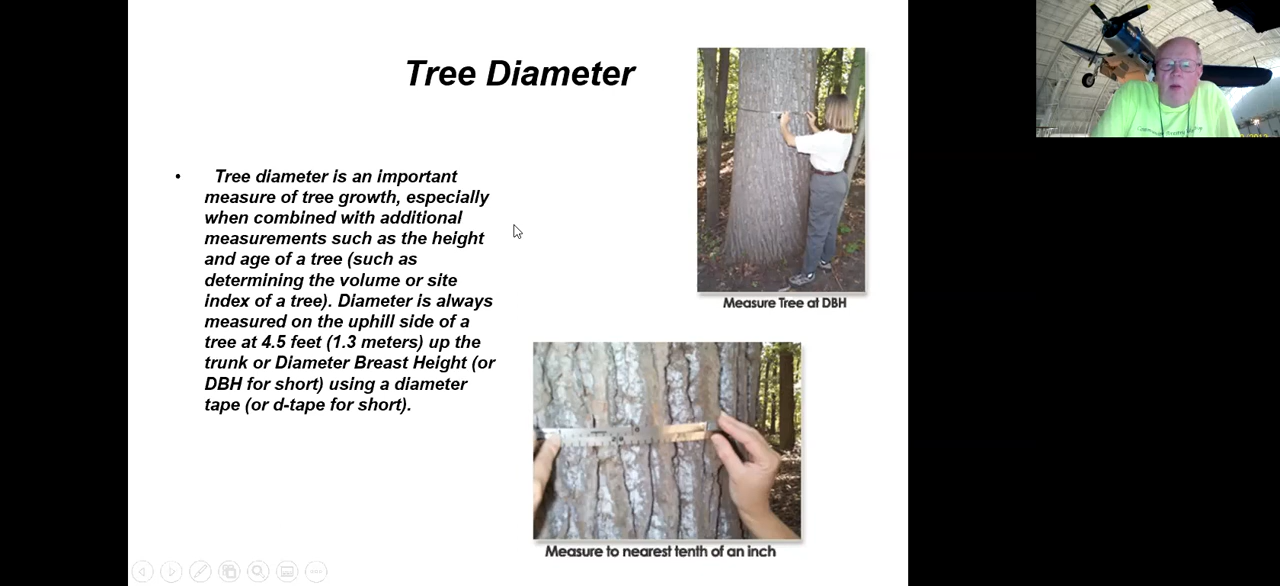 Tree Diameter
• Tree diameter is an important
measure of tree growth, especially
when combined with additional
measurements such as the height
and age of a tree (such as
determining the volume or site
index of a tree). Diameter is always
measured on the uphill side of a
tree at 4.5 feet (1.3 meters) up the
trunk or Diameter Breast Height (or
DBH for short) using a diameter
tape (or d-tape for short).
Measure Tree at DBH
Measure to nearest tenth of an inch